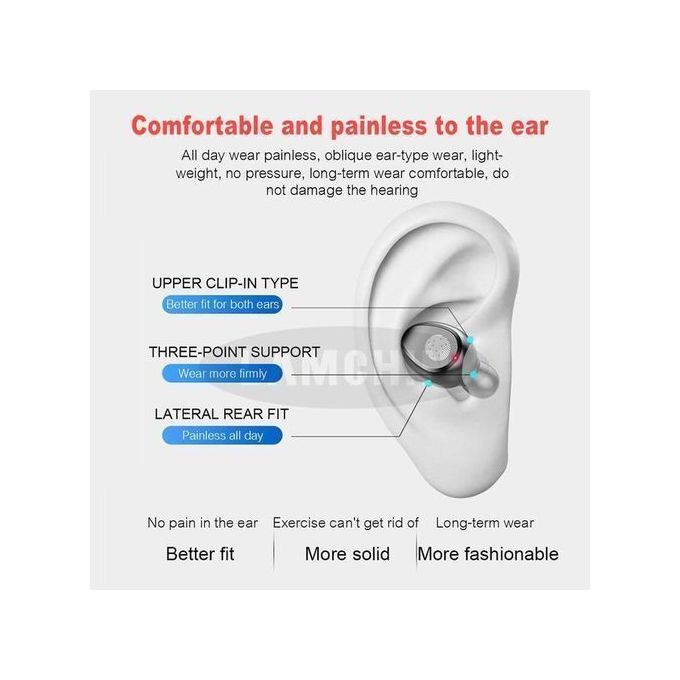 Comfortable and painless to the ear
All day wear painless, oblique ear-type wear, light-
weight, no pressure, long-term wear comfortable, do
not damage the hearing
UPPER CLIP-IN TYPE
Better fit for both ears
THREE-POINT SUPPORT
Wear more firmly
LATERAL REAR FIT
Painless all day
No pain in the ear
Better fit
Exercise can't get rid of
More solid
Long-term wear
More fashionable